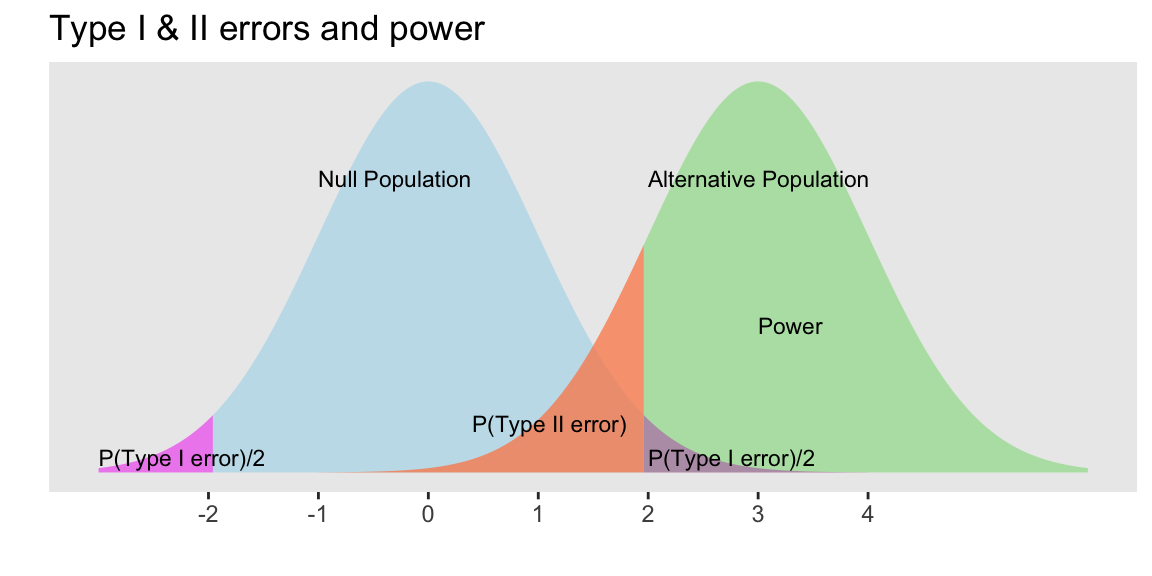 Type I & II errors and power
Null Population
Alternative Population
Power
P(Type II error)
P(Type I error)/2
P(Type I error)/2
-2 -1 0 1 2 3 4